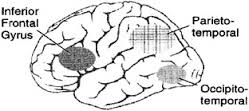 Inferior
Frontal
Gyrus
Parieto-
temporal
Occipito-
temporal